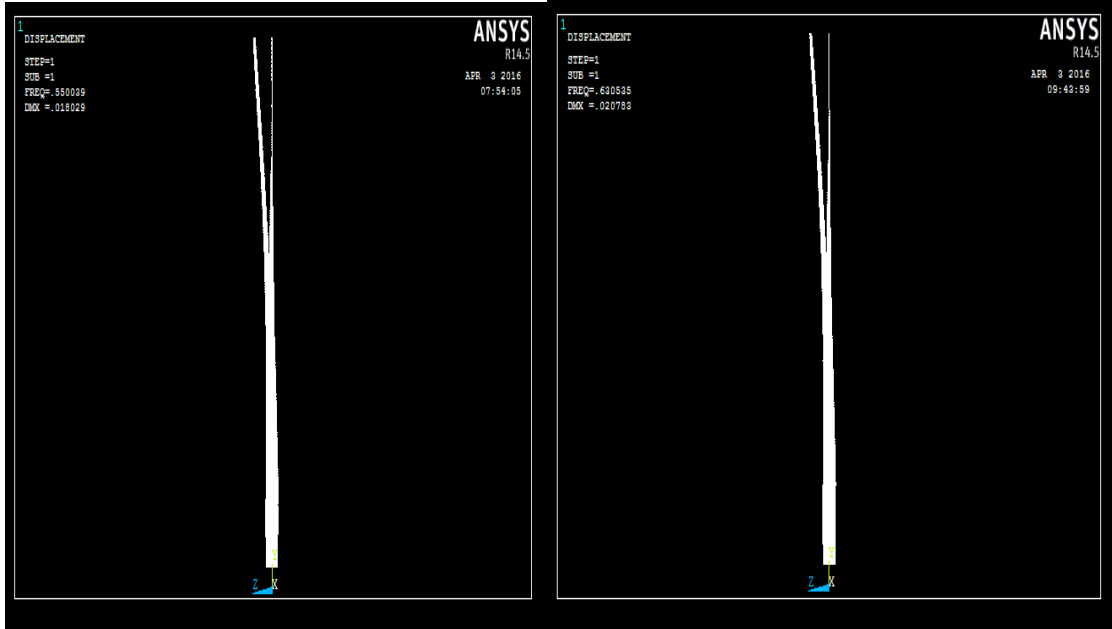 1
DISPLACEMENT
STEP=1
SUB =1
FREQ=.550039
DMX =.018029
ANSYS
R14.5
APR 3 2016
07:54:05
Y
Z X
1
DISPLACEMENT
STEP=1
SUB =1
FREQ=.630535
DMX =.020783
ANSYS
R14.5
APR 3 2016
09:43:59
Y
Z X